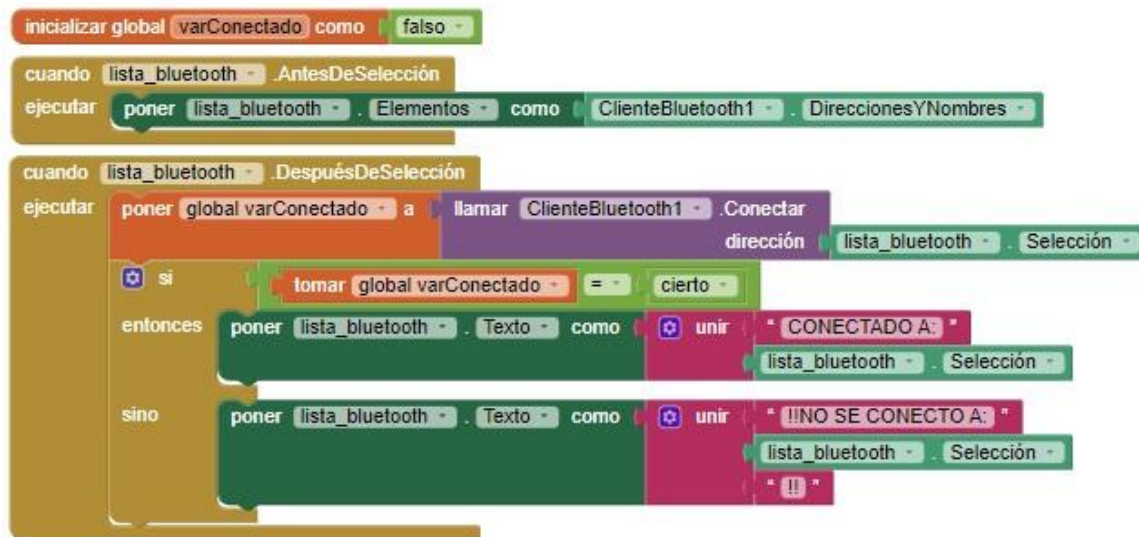 inicializar global varConectado como falso
cuando lista_bluetooth .AntesDeSelección
ejecutar poner lista_bluetooth . Elementos como ClienteBluetooth1 . DireccionesYNombres
cuando lista_bluetooth .DespuésDeSelección
ejecutar poner global varConectado a llamar ClienteBluetooth1 .Conectar
dirección lista_bluetooth . Selección
si tomar global varConectado = cierto
entonces poner lista_bluetooth . Texto como unir " CONECTADO A: "
lista_bluetooth . Selección
sino poner lista_bluetooth . Texto como unir " !!NO SE CONECTO A: "
lista_bluetooth . Selección
" !! "